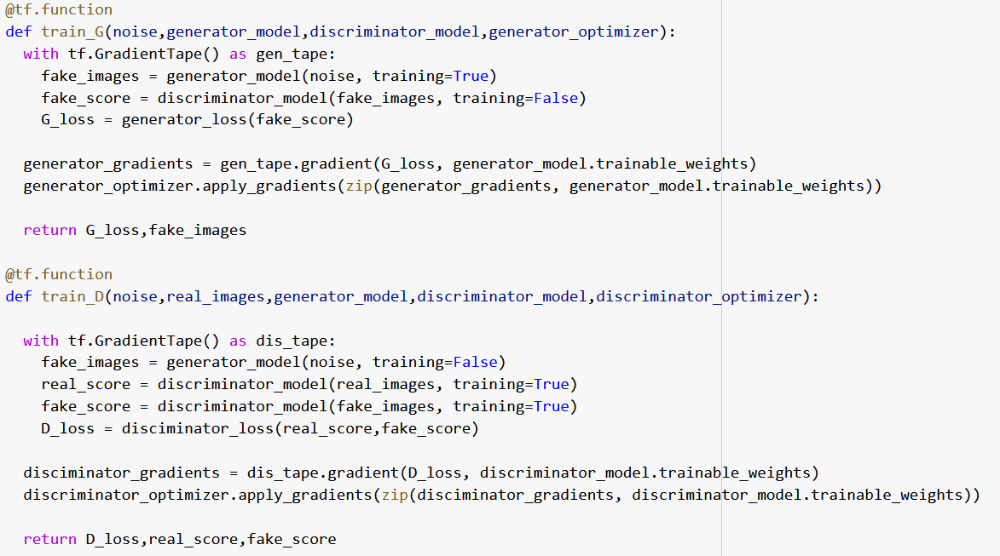 @tf.function
def train_G(noise,generator_model,discriminator_model,generator_optimizer):
  with tf.GradientTape() as gen_tape:
    fake_images = generator_model(noise, training=True)
    fake_score = discriminator_model(fake_images, training=False)
    G_loss = generator_loss(fake_score)

  generator_gradients = gen_tape.gradient(G_loss, generator_model.trainable_weights)
  generator_optimizer.apply_gradients(zip(generator_gradients, generator_model.trainable_weights))

  return G_loss,fake_images

@tf.function
def train_D(noise,real_images,generator_model,discriminator_model,discriminator_optimizer):

  with tf.GradientTape() as dis_tape:
    fake_images = generator_model(noise, training=False)
    real_score = discriminator_model(real_images, training=True)
    fake_score = discriminator_model(fake_images, training=True)
    D_loss = disciminator_loss(real_score,fake_score)

  disciminator_gradients = dis_tape.gradient(D_loss, discriminator_model.trainable_weights)
  discriminator_optimizer.apply_gradients(zip(disciminator_gradients, discriminator_model.trainable_weights))

  return D_loss,real_score,fake_score